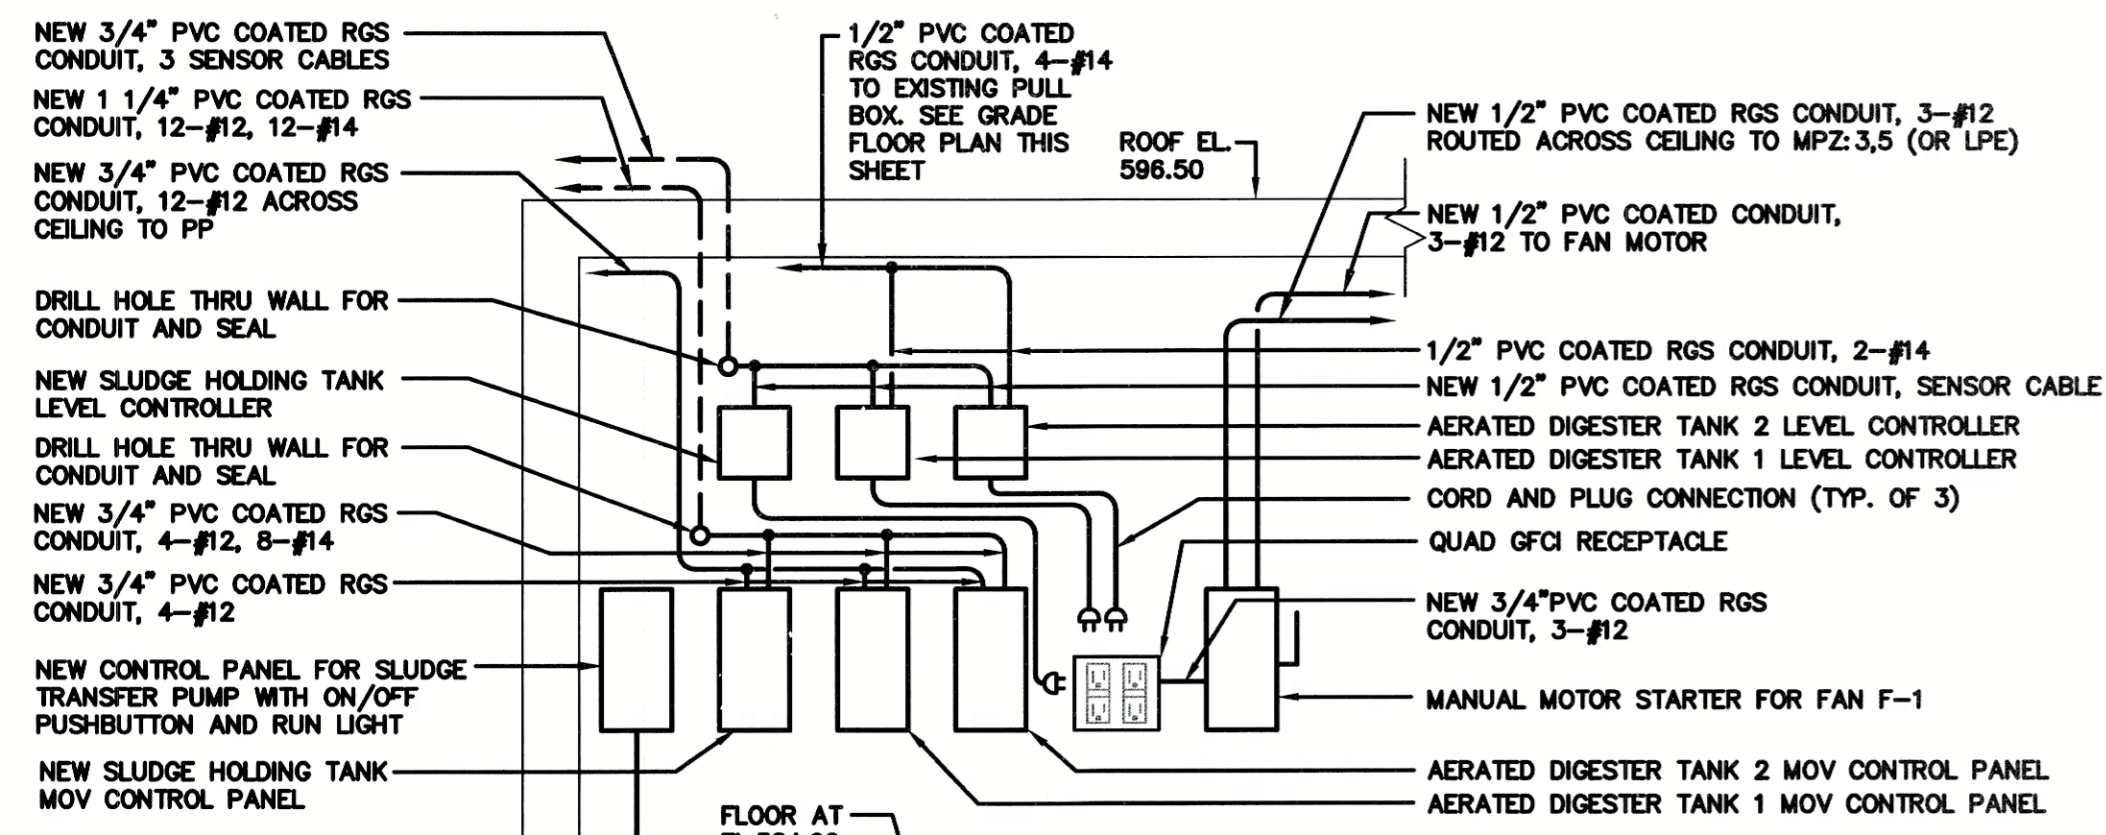 NEW 3/4" PVC COATED RGS
CONDUIT, 3 SENSOR CABLES
NEW 1 1/4" PVC COATED RGS
CONDUIT, 12-#12, 12-#14
NEW 3/4" PVC COATED RGS
CONDUIT, 12-#12 ACROSS
CEILING TO PP
DRILL HOLE THRU WALL FOR
CONDUIT AND SEAL
NEW SLUDGE HOLDING TANK
LEVEL CONTROLLER
DRILL HOLE THRU WALL FOR
CONDUIT AND SEAL
NEW 3/4" PVC COATED RGS
CONDUIT, 4-#12, 8-#14
NEW 3/4" PVC COATED RGS
CONDUIT, 4-#12
NEW CONTROL PANEL FOR SLUDGE
TRANSFER PUMP WITH ON/OFF
PUSHBUTTON AND RUN LIGHT
NEW SLUDGE HOLDING TANK
MOV CONTROL PANEL
1/2" PVC COATED
RGS CONDUIT, 4-#14
TO EXISTING PULL
BOX. SEE GRADE
FLOOR PLAN THIS
SHEET
ROOF EL.
596.50
FLOOR AT
NEW 1/2" PVC COATED RGS CONDUIT, 3-#12
ROUTED ACROSS CEILING TO MPZ:3,5 (OR LPE)
NEW 1/2" PVC COATED CONDUIT,
3-#12 TO FAN MOTOR
1/2" PVC COATED RGS CONDUIT, 2-#14
NEW 1/2" PVC COATED RGS CONDUIT, SENSOR CABLE
AERATED DIGESTER TANK 2 LEVEL CONTROLLER
AERATED DIGESTER TANK 1 LEVEL CONTROLLER
CORD AND PLUG CONNECTION (TYP. OF 3)
QUAD GFCI RECEPTACLE
NEW 3/4"PVC COATED RGS
CONDUIT, 3-#12
MANUAL MOTOR STARTER FOR FAN F-1
AERATED DIGESTER TANK 2 MOV CONTROL PANEL
AERATED DIGESTER TANK 1 MOV CONTROL PANEL